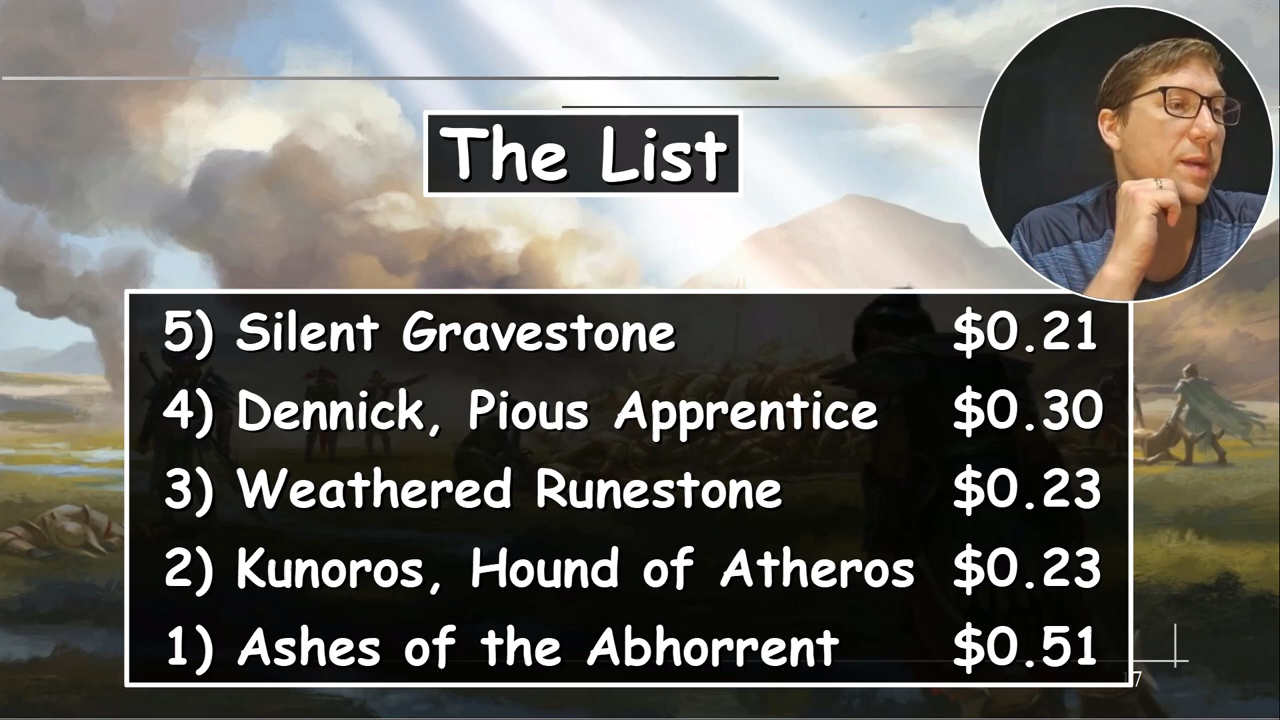 The List
5) Silent Gravestone $0.21
4) Dennick, Pious Apprentice $0.30
3) Weathered Runestone $0.23
2) Kunoros, Hound of Atheros $0.23
1) Ashes of the Abhorrent $0.51
7